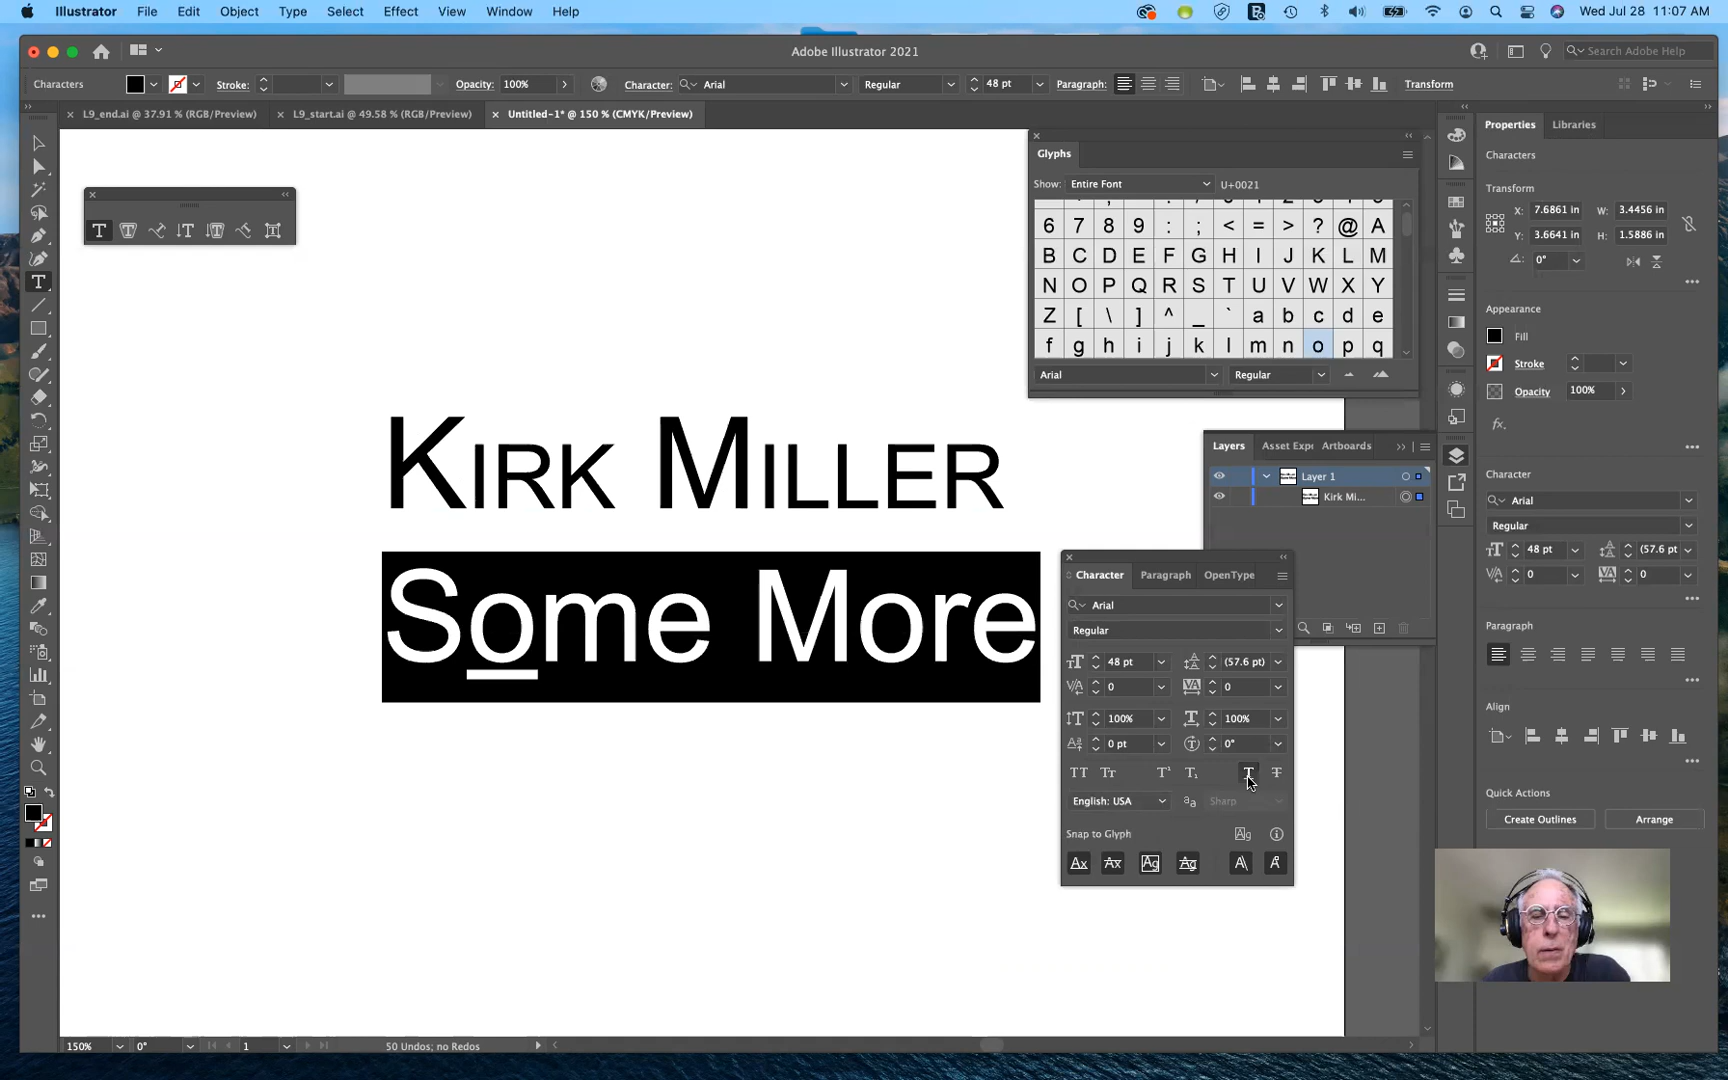 Illustrator File Edit Object Type Select Effect View Window Help
Wed Jul 28 11:07 AM
Adobe Illustrator 2021
Search Adobe Help
Characters Stroke: Opacity: 100% Character: Arial Regular 48 pt Paragraph: Transform
L9_end.ai @ 37.91 % (RGB/Preview) L9_start.ai @ 49.58 % (RGB/Preview) Untitled-1* @ 150 % (CMYK/Preview)
Glyphs
Show: Entire Font U+0021
6 7 8 9 : ; < = > ? @ A
B C D E F G H I J K L M
N O P Q R S T U V W X Y
Z [ \ ] ^ _ ` a b c d e
f g h i j k l m n o p q
Arial Regular
Kirk Miller
Some More
Layers Asset Expo Artboards
Layer 1
Kirk Mi...
Character Paragraph OpenType
Arial
Regular
48 pt (57.6 pt)
0 0
100% 100%
0 pt 0°
English: USA Sharp
Snap to Glyph
Properties Libraries
Characters
Transform
X: 7.6861 in W: 3.4456 in
Y: 3.6641 in H: 1.5886 in
0°
Appearance
Fill
Stroke
Opacity 100%
fx.
Character
Arial
Regular
48 pt (57.6 pt
0 0
Paragraph
Align
Quick Actions
Create Outlines Arrange
150% 0° 1 50 Undos; no Redos